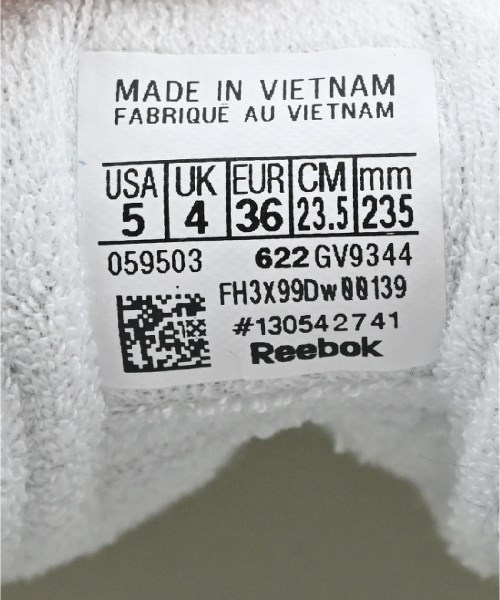 MADE IN VIETNAM
FABRIQUÉ AU VIETNAM
USA UK EUR CM mm
5 4 36 23.5 235
059503 622 GV9344
FH3X99Dw00139
#130542741
Reebok